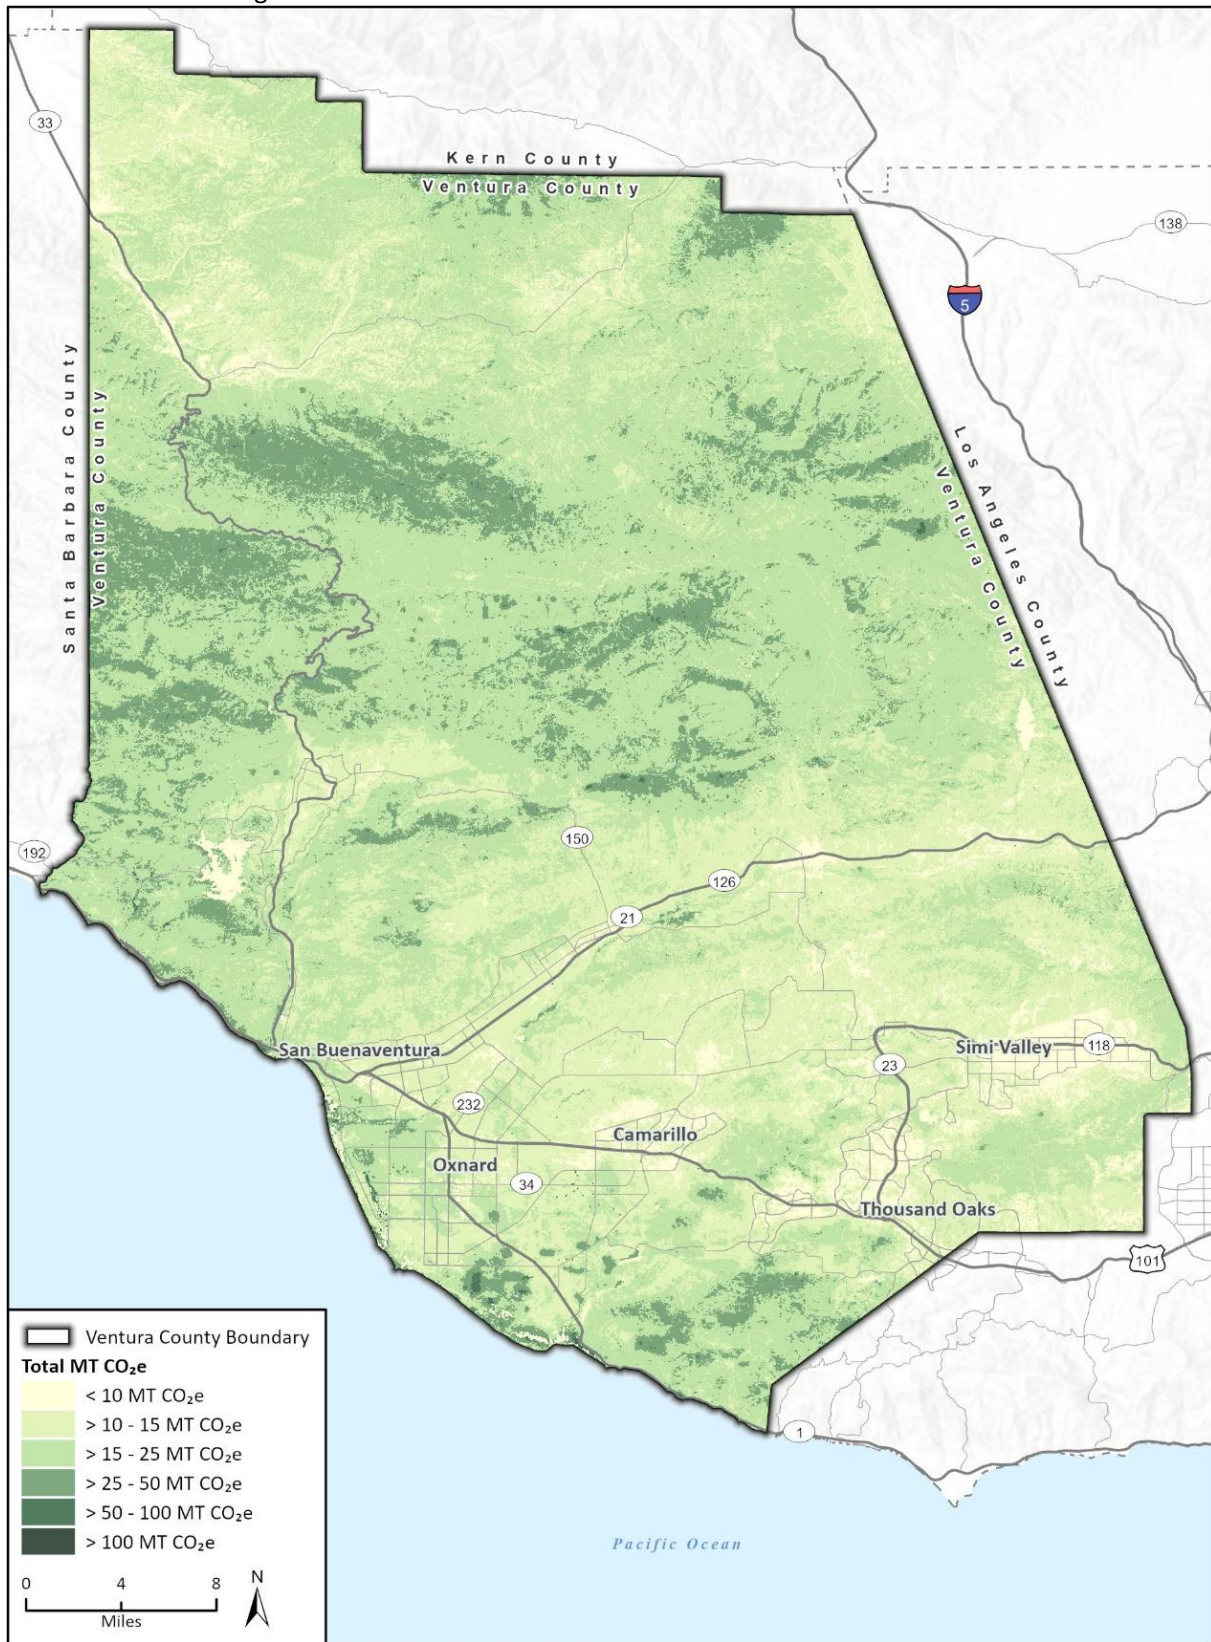 33
Kern County
Ventura County
138
5
Santa Barbara County
Ventura County
Los Angeles County
Ventura County
150
192
126
21
San Buenaventura
Simi Valley
118
23
232
Camarillo
Oxnard
34
Thousand Oaks
101
Ventura County Boundary
Total MT CO₂e
< 10 MT CO₂e
> 10 - 15 MT CO₂e
> 15 - 25 MT CO₂e
> 25 - 50 MT CO₂e
> 50 - 100 MT CO₂e
> 100 MT CO₂e
1
Pacific Ocean
0 4 8
Miles
N